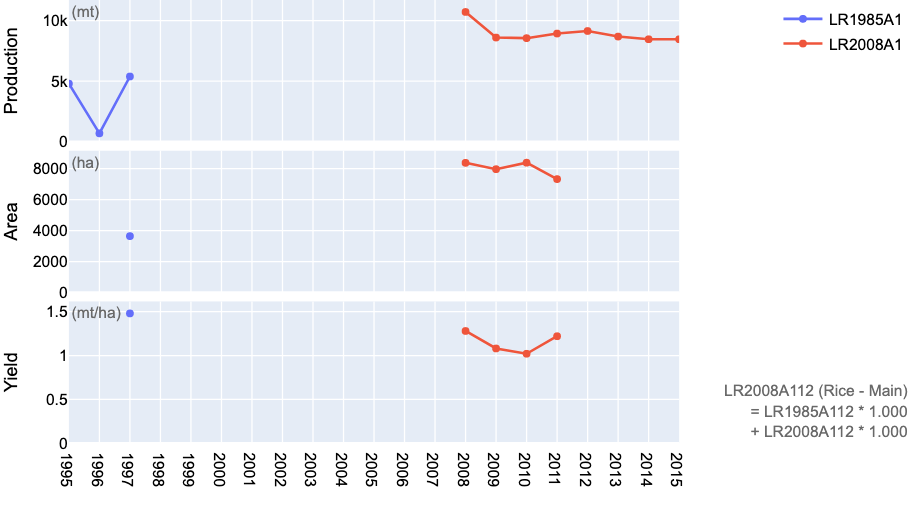 (mt)
10k
5k
0
Production
LR1985A1
LR2008A1
(ha)
8000
6000
4000
2000
0
Area
(mt/ha)
1.5
1
0.5
0
Yield
1995 1996 1997 1998 1999 2000 2001 2002 2003 2004 2005 2006 2007 2008 2009 2010 2011 2012 2013 2014 2015
LR2008A112 (Rice - Main)
= LR1985A112 * 1.000
+ LR2008A112 * 1.000